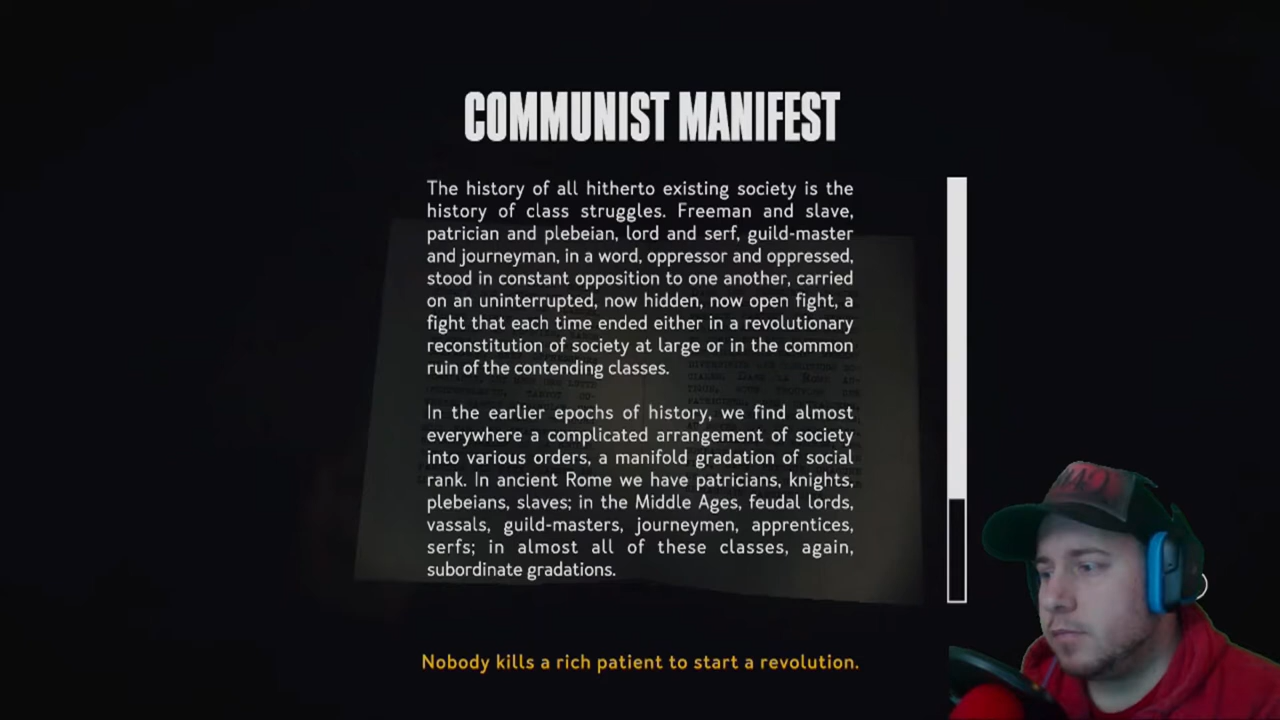 COMMUNIST MANIFEST
The history of all hitherto existing society is the
history of class struggles. Freeman and slave,
patrician and plebeian, lord and serf, guild-master
and journeyman, in a word, oppressor and oppressed,
stood in constant opposition to one another, carried
on an uninterrupted, now hidden, now open fight, a
fight that each time ended either in a revolutionary
reconstitution of society at large or in the common
ruin of the contending classes.
In the earlier epochs of history, we find almost
everywhere a complicated arrangement of society
into various orders, a manifold gradation of social
rank. In ancient Rome we have patricians, knights,
plebeians, slaves; in the Middle Ages, feudal lords,
vassals, guild-masters, journeymen, apprentices,
serfs; in almost all of these classes, again,
subordinate gradations.
Nobody kills a rich patient to start a revolution.